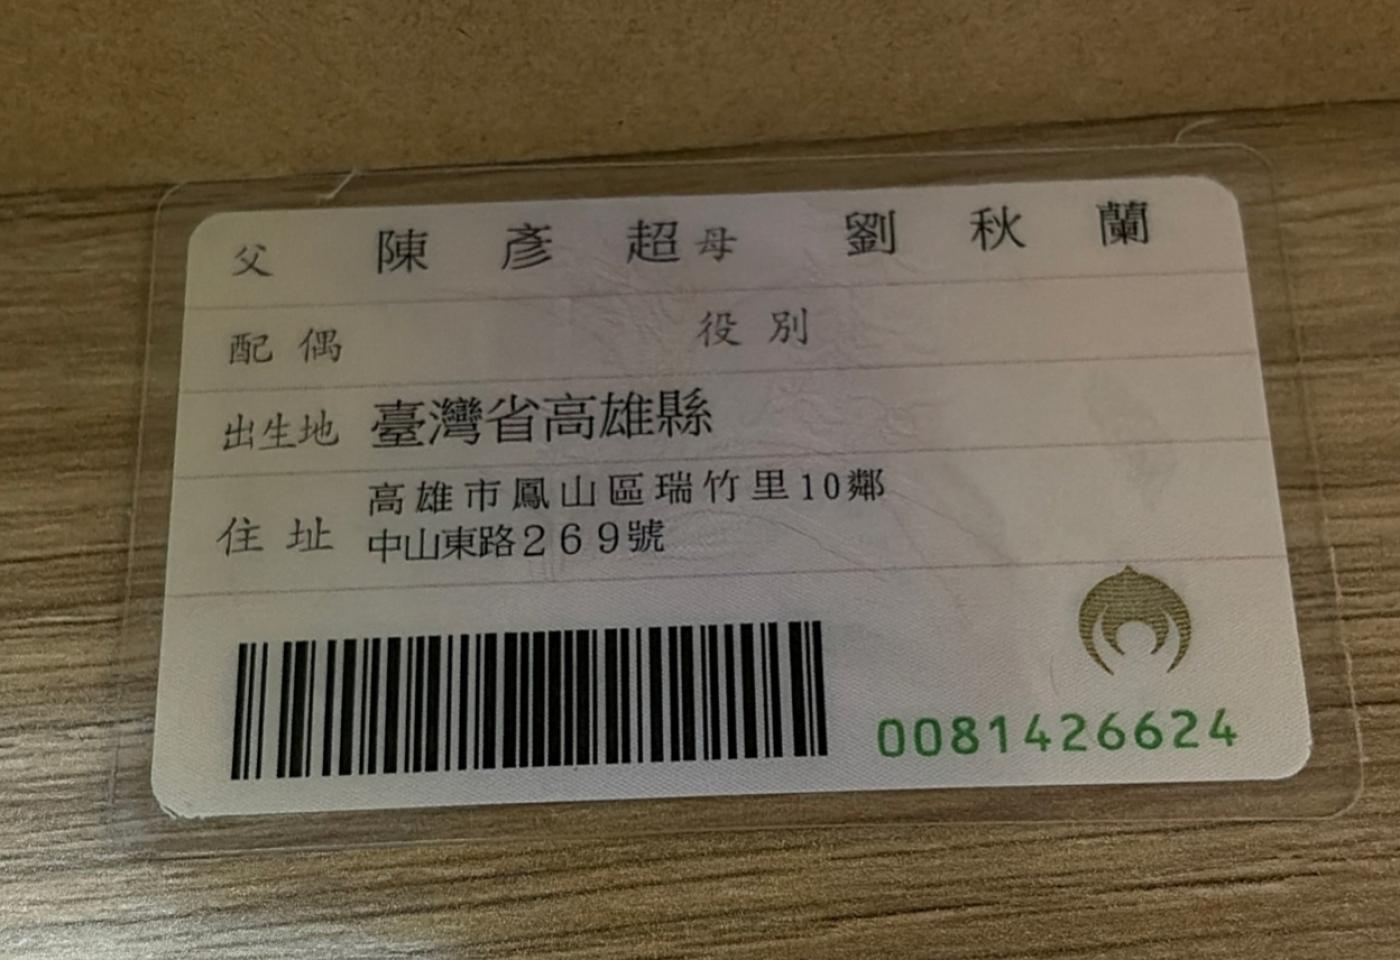 父 陳彥超 母 劉秋蘭
配偶 役別
出生地 臺灣省高雄縣
住址 高雄市鳳山區瑞竹里10鄰
中山東路269號
0081426624